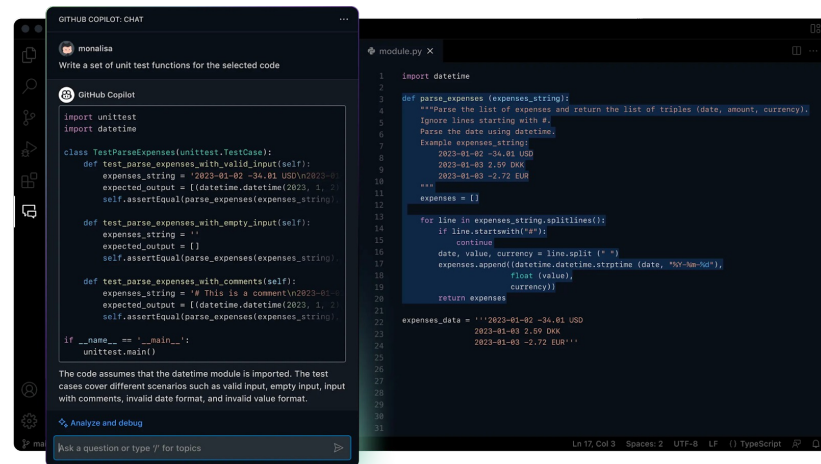 GITHUB COPILOT: CHAT
monalisa
Write a set of unit test functions for the selected code
GitHub Copilot
import unittest
import datetime
class TestParseExpenses(unittest.TestCase):
def test_parse_expenses_with_valid_input(self):
expenses_string = '2023-01-02 -34.01 USD\n2023-0
expected_output = [(datetime.datetime(2023, 1, 2)
self.assertEqual(parse_expenses(expenses_string),
def test_parse_expenses_with_empty_input(self):
expenses_string = ''
expected_output = []
self.assertEqual(parse_expenses(expenses_string),
def test_parse_expenses_with_comments(self):
expenses_string = '# This is a comment\n2023-01-0
expected_output = [(datetime.datetime(2023, 1, 2)
self.assertEqual(parse_expenses(expenses_string),
if __name__ == '__main__':
unittest.main()
The code assumes that the datetime module is imported. The test
cases cover different scenarios such as valid input, empty input, input
with comments, invalid date format, and invalid value format.
Analyze and debug
Ask a question or type '/' for topics
mai
module.py
1 import datetime
2
3 def parse_expenses (expenses_string):
4 """Parse the list of expenses and return the list of triples (date, amount, currency).
5 Ignore lines starting with #.
6 Parse the date using datetime.
7 Example expenses_string:
8 2023-01-02 -34.01 USD
9 2023-01-03 2.59 DKK
10 2023-01-03 -2.72 EUR
"""
11 expenses = []
12
13 for line in expenses_string.splitlines():
14 if line.startswith("#"):
15 continue
16 date, value, currency = line.split (" ")
17 expenses.append((datetime.datetime.strptime (date, "%Y-%m-%d"),
18 float (value),
19 currency))
20 return expenses
21
22 expenses_data = '''2023-01-02 -34.01 USD
23 2023-01-03 2.59 DKK
24 2023-01-03 -2.72 EUR'''
25
26
27
28
29
30
31
Ln 17, Col 3 Spaces: 2 UTF-8 LF {} TypeScript